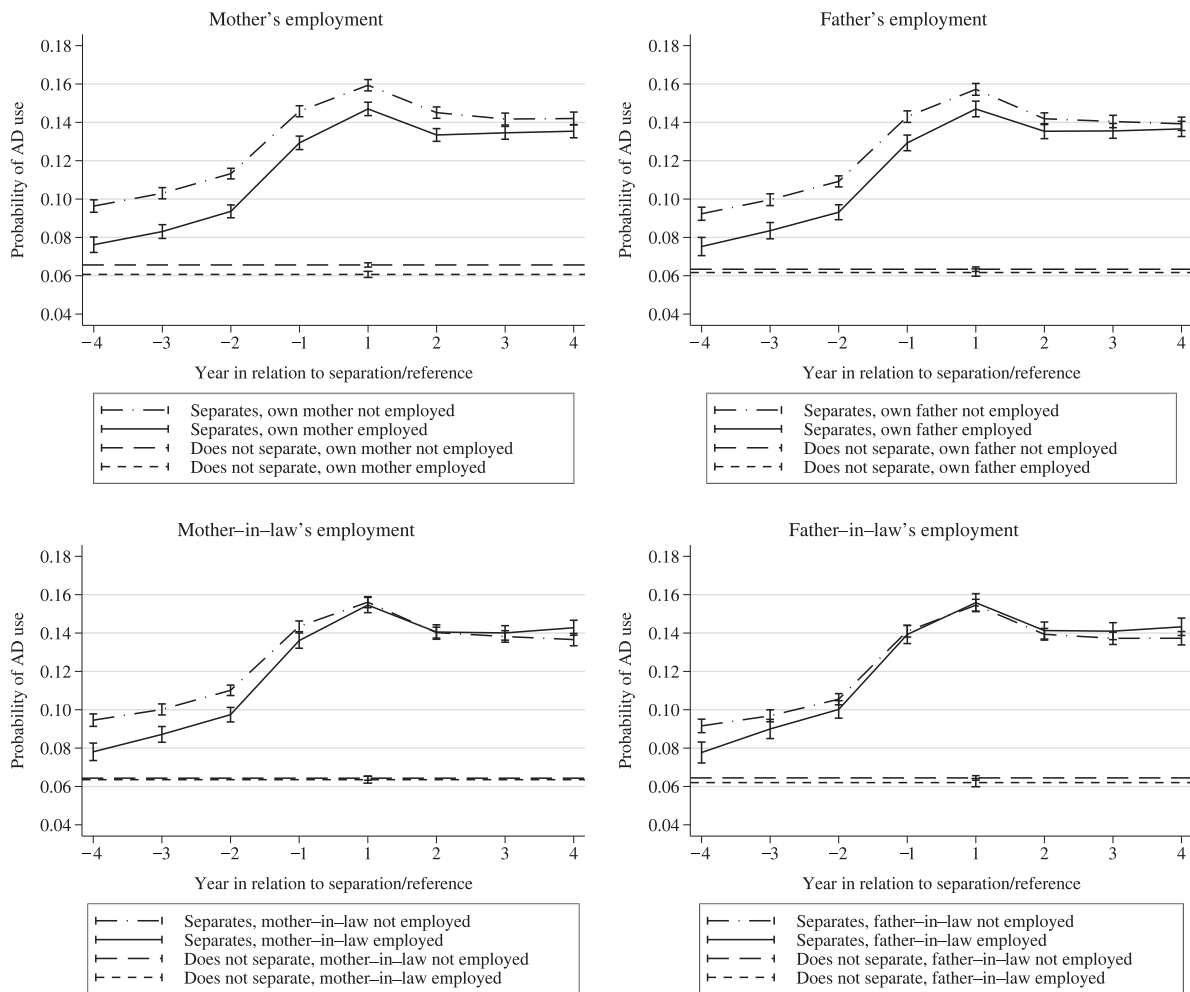 Mother's employment
Probability of AD use
0.18
0.16
0.14
0.12
0.10
0.08
0.06
0.04
−4 −3 −2 −1 1 2 3 4
Year in relation to separation/reference
Separates, own mother not employed
Separates, own mother employed
Does not separate, own mother not employed
Does not separate, own mother employed
Father's employment
Probability of AD use
0.18
0.16
0.14
0.12
0.10
0.08
0.06
0.04
−4 −3 −2 −1 1 2 3 4
Year in relation to separation/reference
Separates, own father not employed
Separates, own father employed
Does not separate, own father not employed
Does not separate, own father employed
Mother–in–law's employment
Probability of AD use
0.18
0.16
0.14
0.12
0.10
0.08
0.06
0.04
−4 −3 −2 −1 1 2 3 4
Year in relation to separation/reference
Separates, mother–in–law not employed
Separates, mother–in–law employed
Does not separate, mother–in–law not employed
Does not separate, mother–in–law employed
Father–in–law's employment
Probability of AD use
0.18
0.16
0.14
0.12
0.10
0.08
0.06
0.04
−4 −3 −2 −1 1 2 3 4
Year in relation to separation/reference
Separates, father–in–law not employed
Separates, father–in–law employed
Does not separate, father–in–law not employed
Does not separate, father–in–law employed